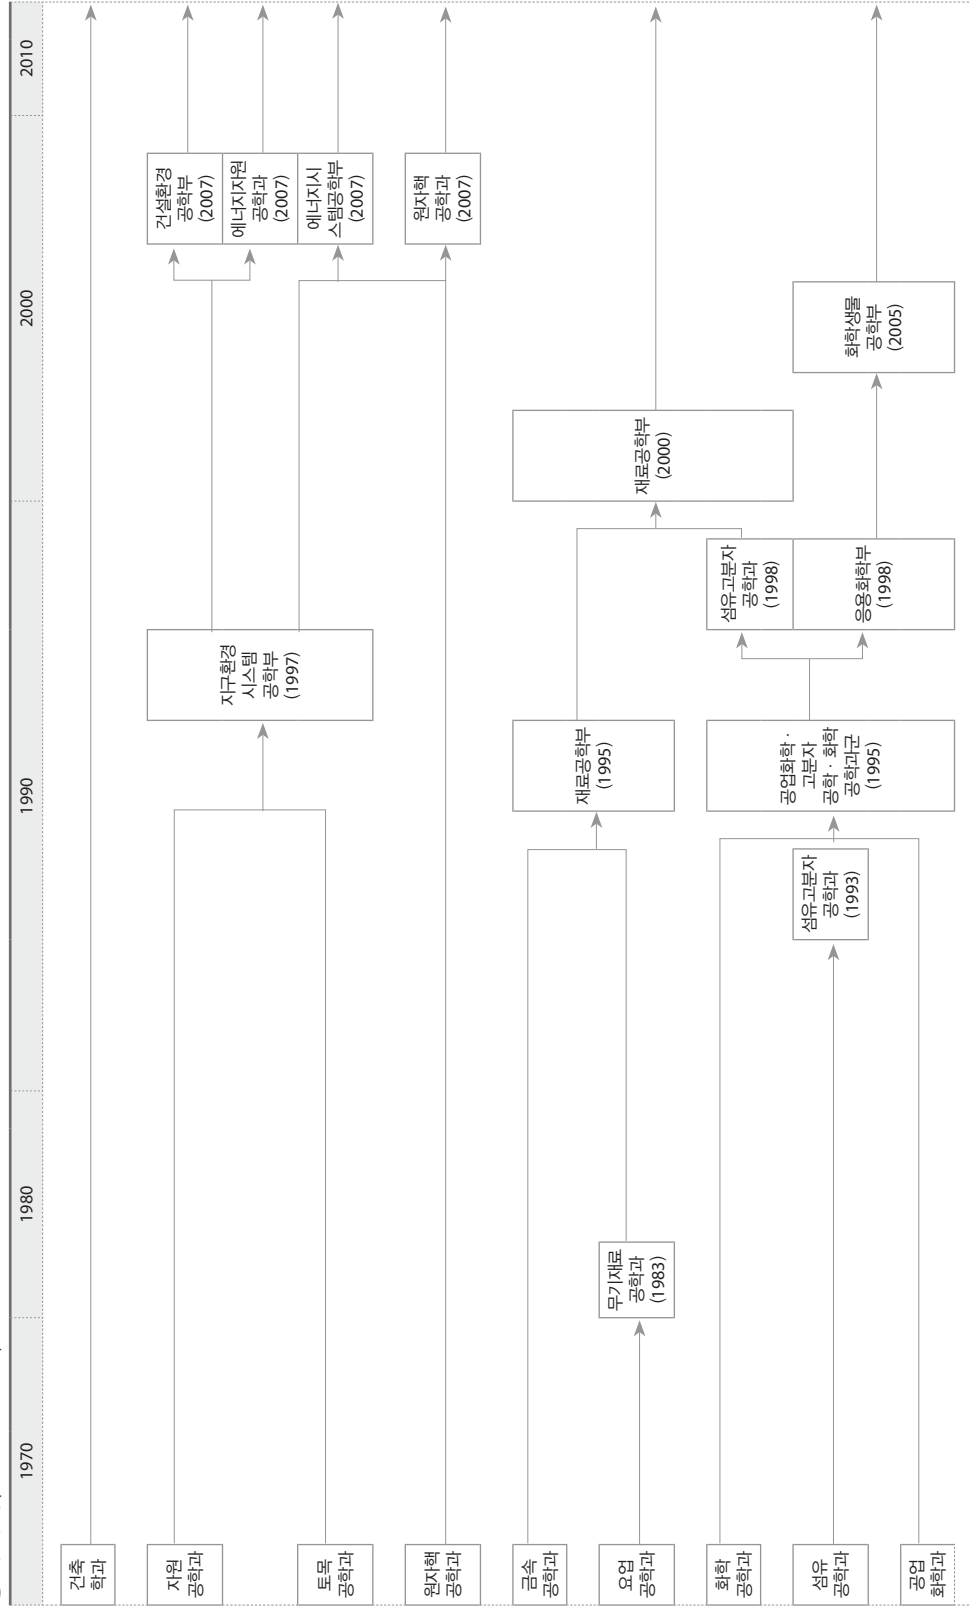 1970
1980
1990
2000
2010
건축
학과
자원
공학과
토목
공학과
지구환경
시스템
공학부
(1997)
건설환경
공학부
(2007)
에너지자원
공학과
(2007)
에너지시
스템공학부
(2007)
원자핵
공학과
원자핵
공학과
(2007)
금속
공학과
요업
공학과
무기재료
공학과
(1983)
재료공학부
(1995)
재료공학부
(2000)
화학
공학과
섬유
공학과
공업
화학과
섬유고분자
공학과
(1993)
공업화학 ·
고분자
공학 · 화학
공학과군
(1995)
섬유고분자
공학과
(1998)
응용화학부
(1998)
화학생물
공학부
(2005)